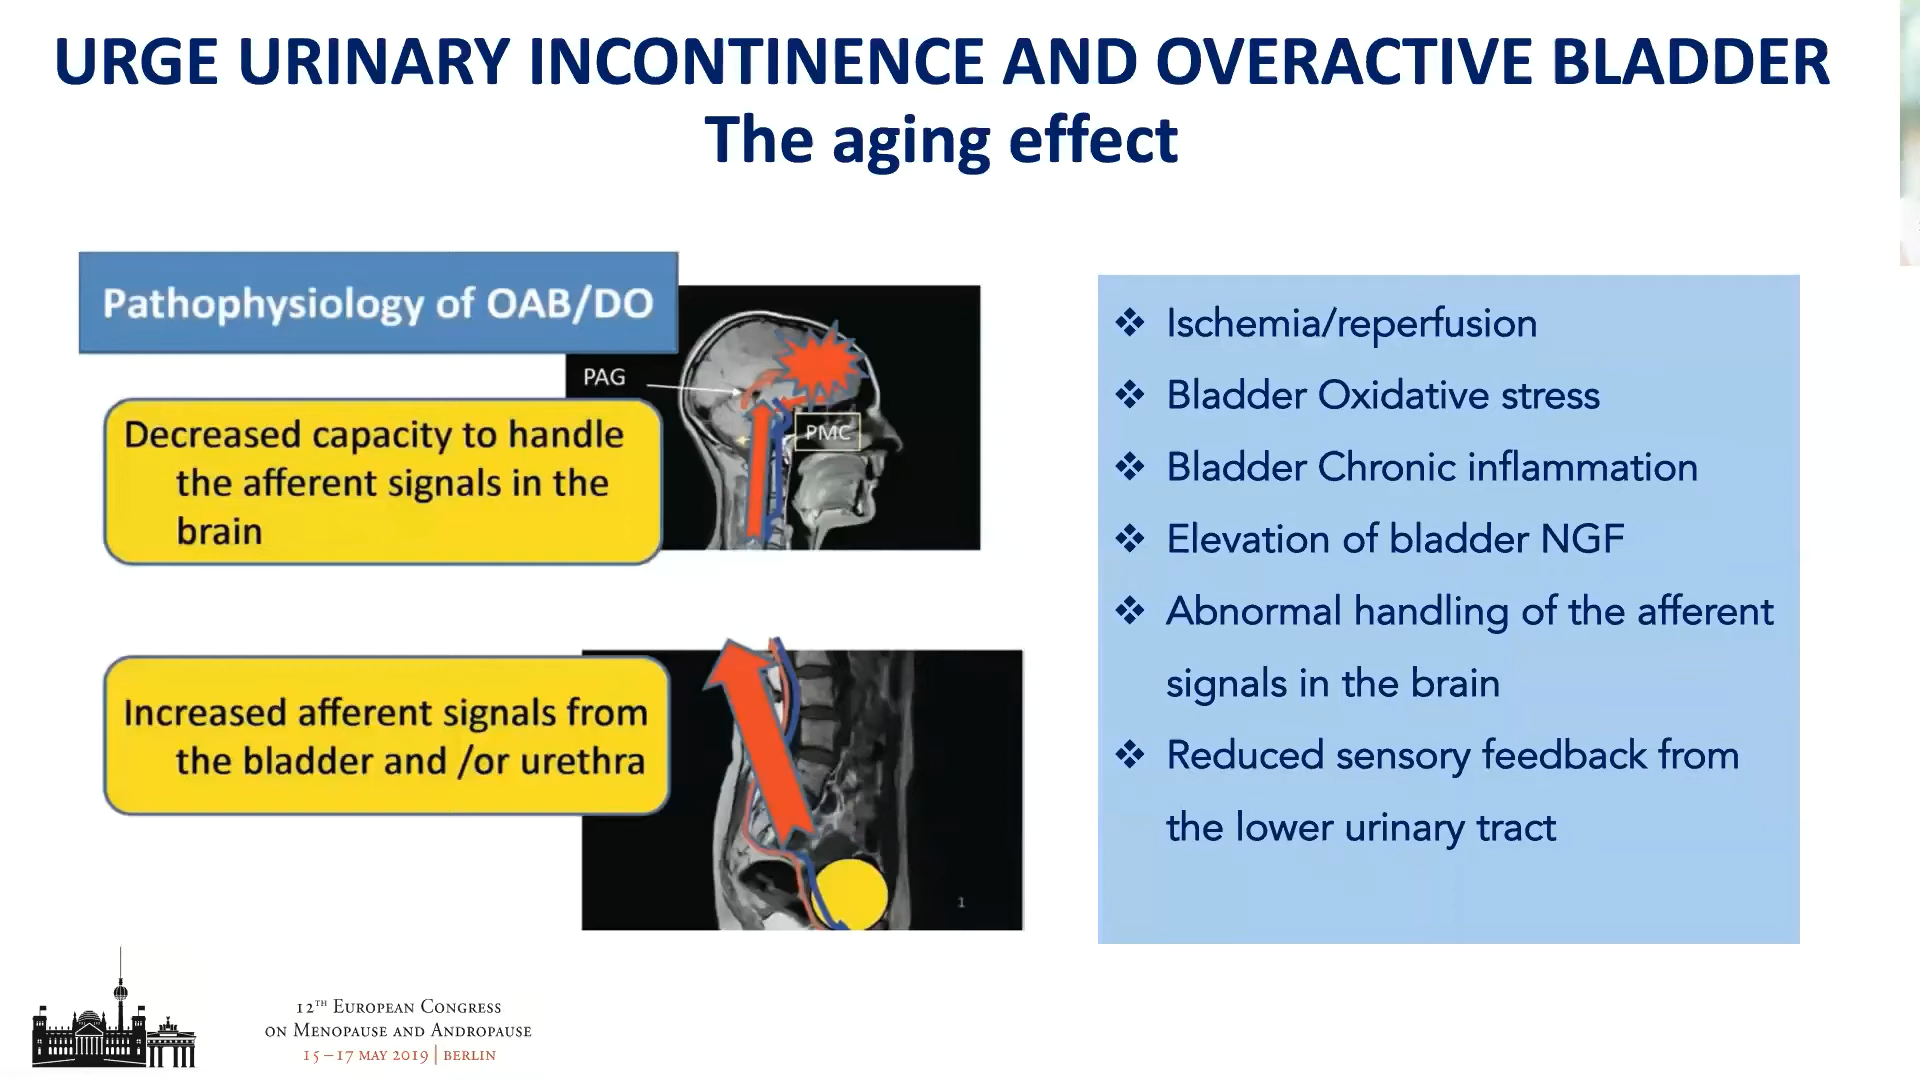 URGE URINARY INCONTINENCE AND OVERACTIVE BLADDER
The aging effect
Pathophysiology of OAB/DO
PAG
PMC
Decreased capacity to handle
the afferent signals in the
brain
Increased afferent signals from
the bladder and /or urethra
1
❖ Ischemia/reperfusion
❖ Bladder Oxidative stress
❖ Bladder Chronic inflammation
❖ Elevation of bladder NGF
❖ Abnormal handling of the afferent
signals in the brain
❖ Reduced sensory feedback from
the lower urinary tract
12TH EUROPEAN CONGRESS
ON MENOPAUSE AND ANDROPAUSE
15–17 MAY 2019 | BERLIN